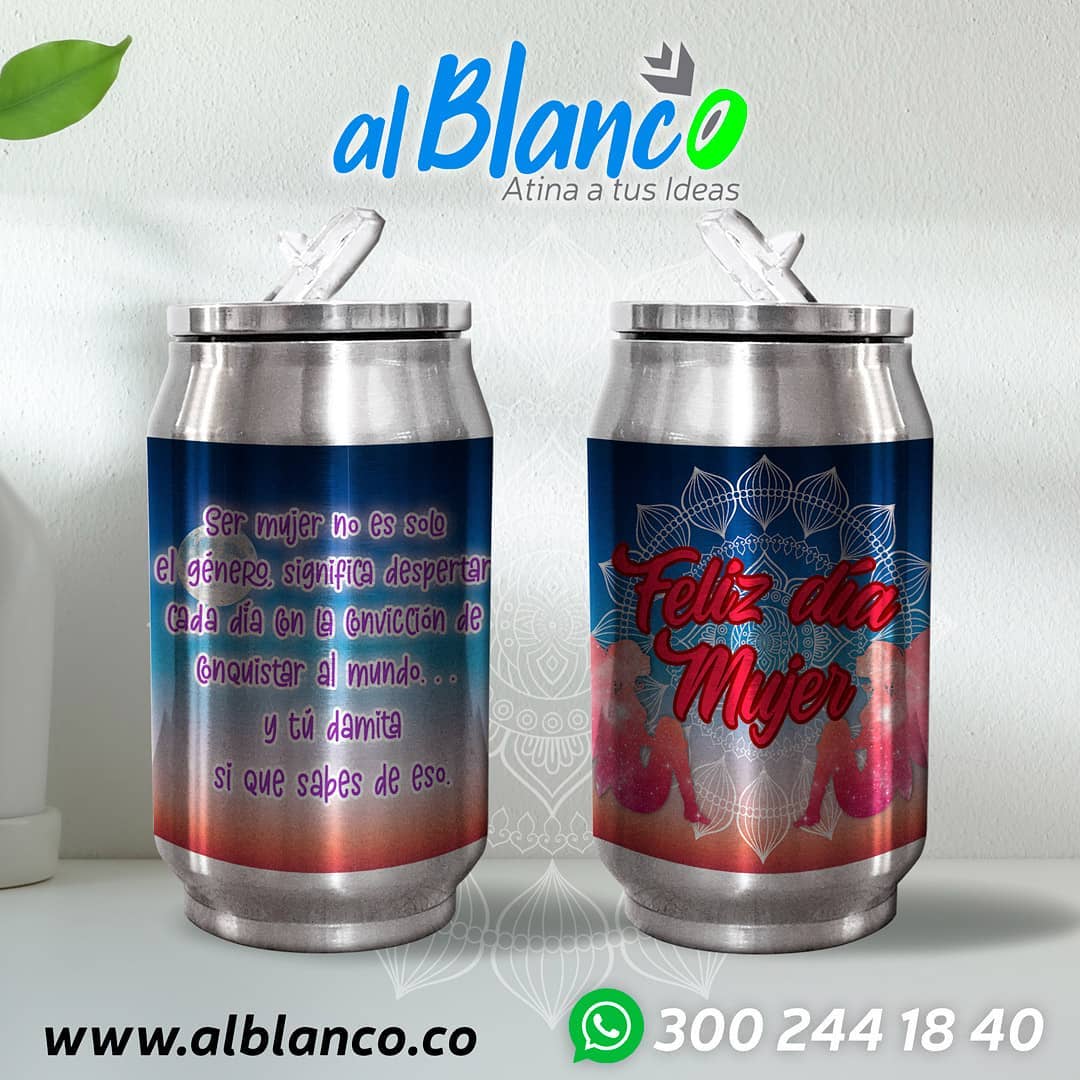 al Blanco
Atina a tus Ideas
Ser mujer no es solo
el género, significa despertar
cada día con la convicción de
conquistar al mundo. . .
y tú damita
si que sabes de eso.
Feliz día
Mujer
www.alblanco.co
300 244 18 40